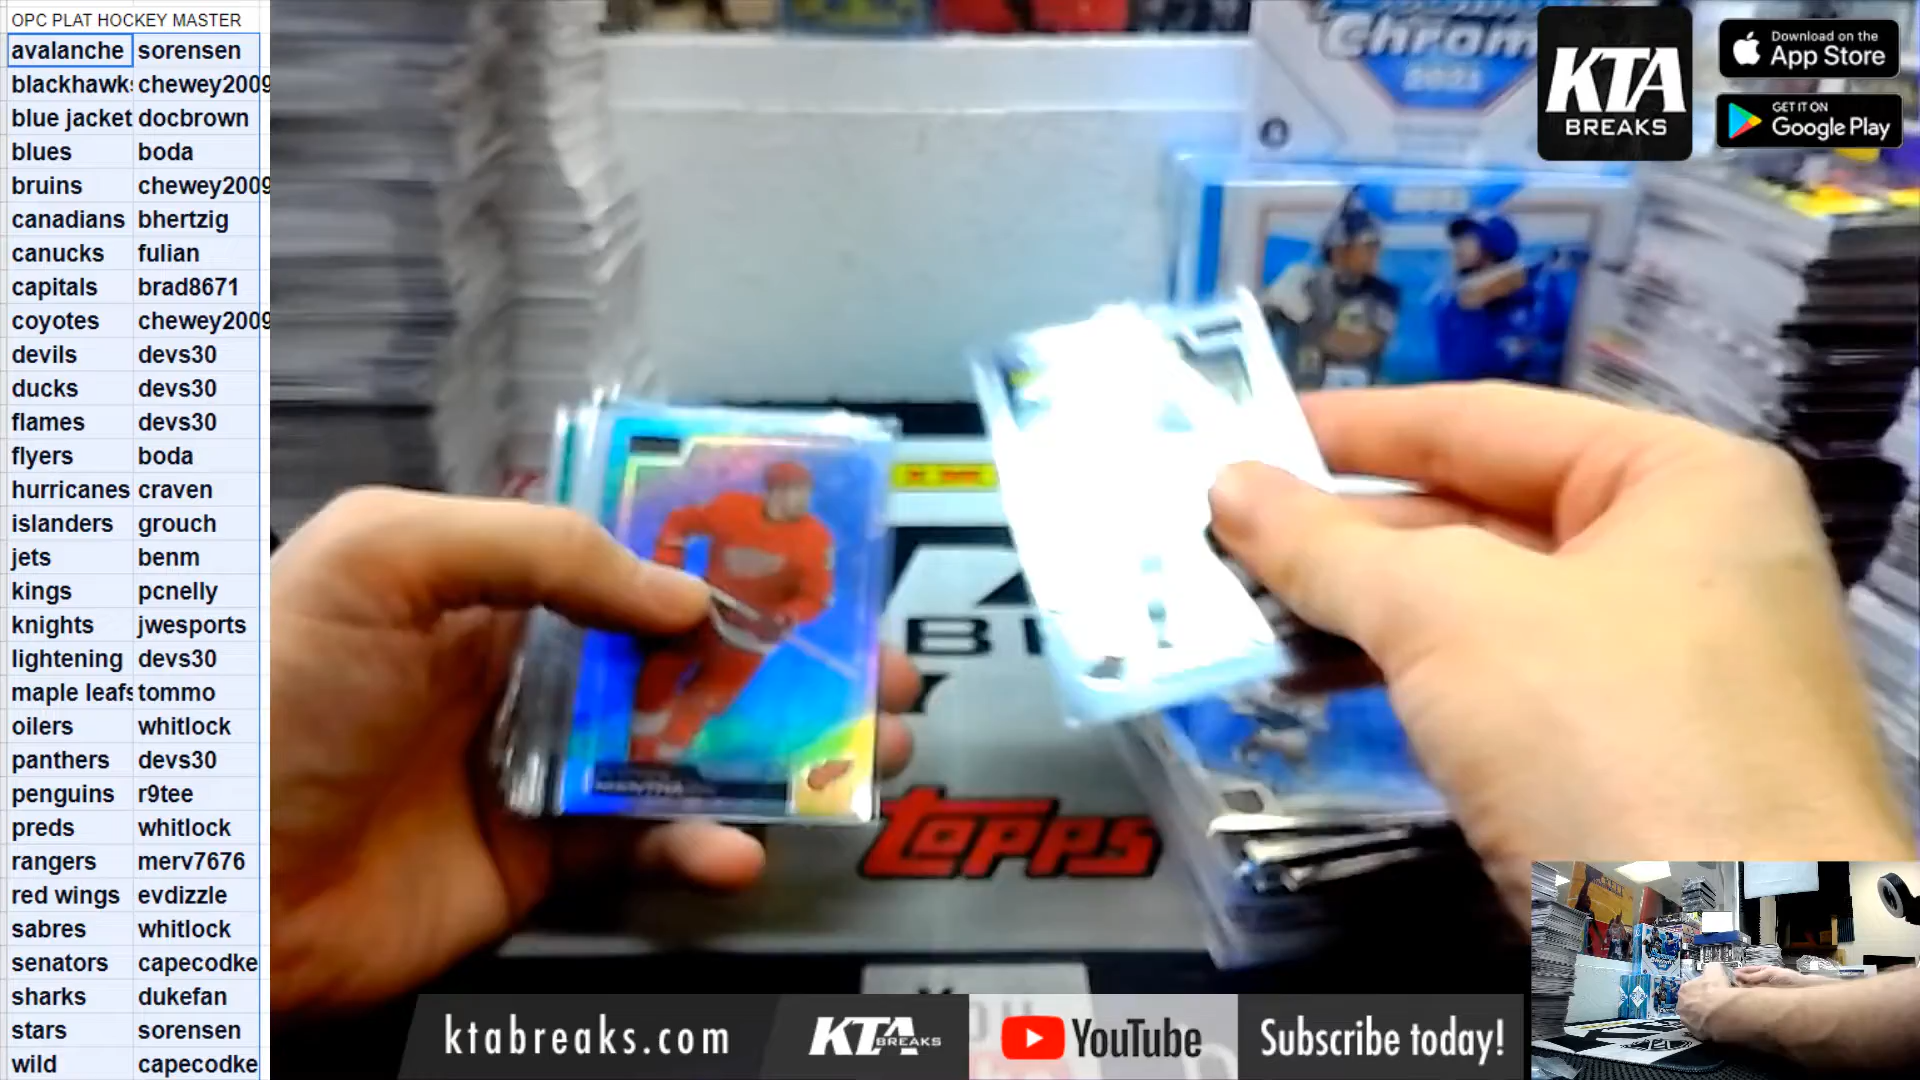 OPC PLAT HOCKEY MASTER
avalanche sorensen
blackhawk chewey2009
blue jacket docbrown
blues boda
bruins chewey2009
canadians bhertzig
canucks fulian
capitals brad8671
coyotes chewey2009
devils devs30
ducks devs30
flames devs30
flyers boda
hurricanes craven
islanders grouch
jets benm
kings pcnelly
knights jwesports
lightening devs30
maple leafs tommo
oilers whitlock
panthers devs30
penguins r9tee
preds whitlock
rangers merv7676
red wings evdizzle
sabres whitlock
senators capecodke
sharks dukefan
stars sorensen
wild capecodke
Chrom
2021
KTA
BREAKS
Download on the
App Store
GET IT ON
Google Play
B
Topps
ktabreaks.com
KTA
BREAKS
YouTube
Subscribe today!